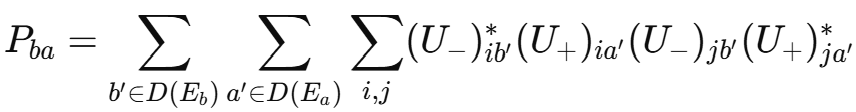 $P_{ba} = \sum_{b' \in D(E_b)} \sum_{a' \in D(E_a)} \sum_{i,j} (U_-)^*_{ib'} (U_+)_{ia'} (U_-)_{jb'} (U_+)^*_{ja'}$